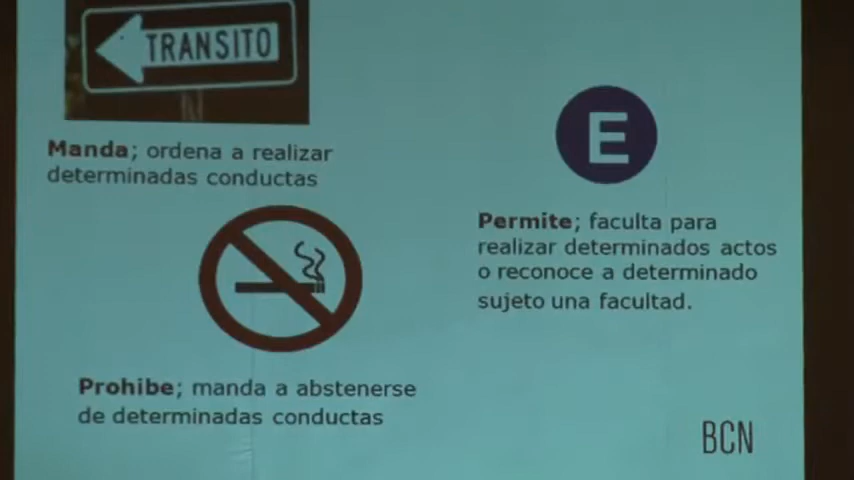 TRANSITO
Manda; ordena a realizar
determinadas conductas
E
Permite; faculta para
realizar determinados actos
o reconoce a determinado
sujeto una facultad.
Prohibe; manda a abstenerse
de determinadas conductas
BCN